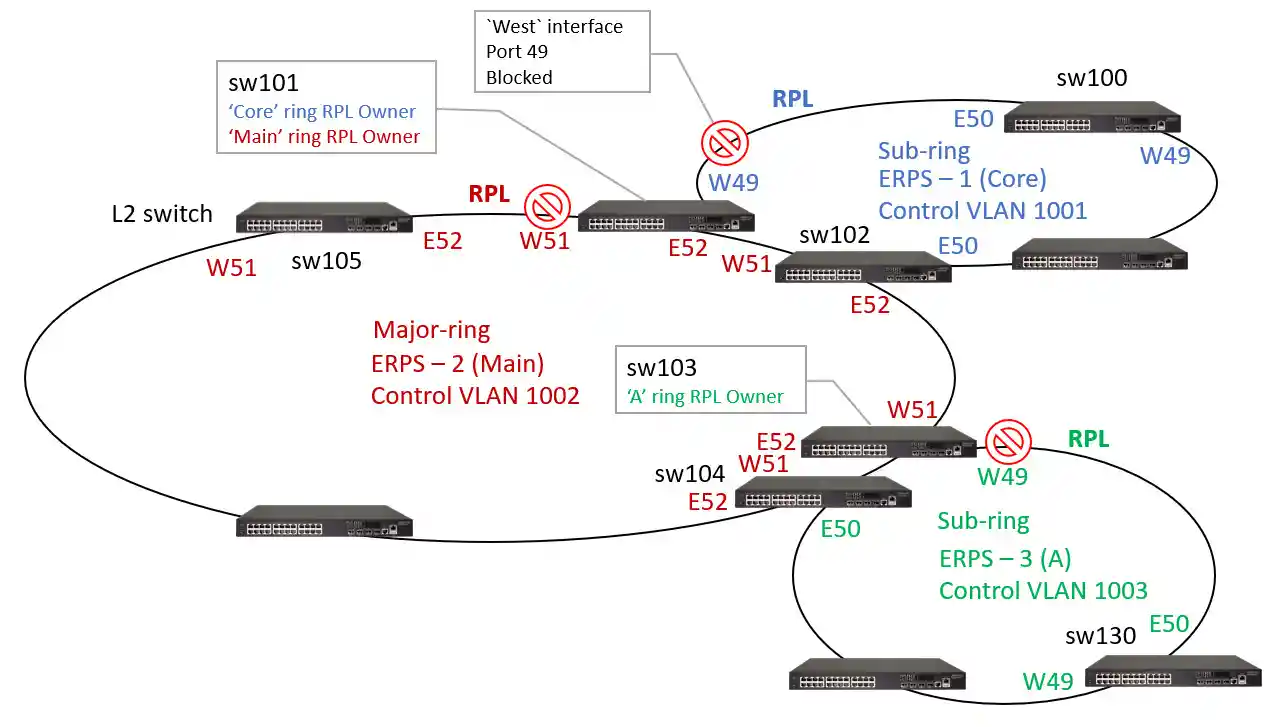 `West` interface
Port 49
Blocked
sw101
‘Core’ ring RPL Owner
‘Main’ ring RPL Owner
RPL
sw100
E50
W49
Sub-ring
ERPS – 1 (Core)
Control VLAN 1001
W49
RPL
L2 switch
E52
W51
E52
W51
sw102
E50
W51
sw105
E52
Major-ring
ERPS – 2 (Main)
Control VLAN 1002
sw103
‘A’ ring RPL Owner
W51
E52
W51
RPL
sw104
E52
W49
E50
Sub-ring
ERPS – 3 (A)
Control VLAN 1003
E50
sw130
W49